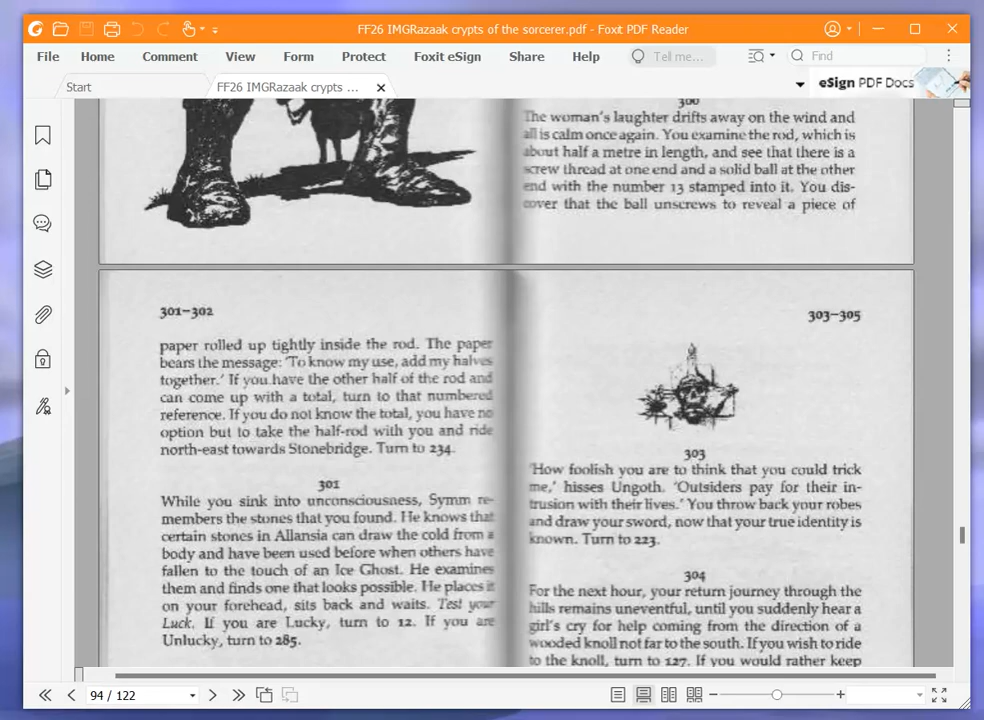 FF26 IMGRazaak crypts of the sorcerer.pdf - Foxit PDF Reader
File Home Comment View Form Protect Foxit eSign Share Help Tell me... Find
Start
FF26 IMGRazaak crypts ...
eSign PDF Docs
300
The woman's laughter drifts away on the wind and
all is calm once again. You examine the rod, which is
about half a metre in length, and see that there is a
screw thread at one end and a solid ball at the other
end with the number 13 stamped into it. You dis-
cover that the ball unscrews to reveal a piece of
301–302
paper rolled up tightly inside the rod. The paper
bears the message: 'To know my use, add my halves
together.' If you have the other half of the rod and
can come up with a total, turn to that numbered
reference. If you do not know the total, you have no
option but to take the half-rod with you and ride
north-east towards Stonebridge. Turn to 234.
301
While you sink into unconsciousness, Symm re-
members the stones that you found. He knows that
certain stones in Allansia can draw the cold from a
body and have been used before when others have
fallen to the touch of an Ice Ghost. He examines
them and finds one that looks possible. He places it
on your forehead, sits back and waits. Test your
Luck. If you are Lucky, turn to 12. If you are
Unlucky, turn to 285.
303–305
303
'How foolish you are to think that you could trick
me,' hisses Ungoth. 'Outsiders pay for their in-
trusion with their lives.' You throw back your robes
and draw your sword, now that your true identity is
known. Turn to 223.
304
For the next hour, your return journey through the
hills remains uneventful, until you suddenly hear a
girl's cry for help coming from the direction of a
wooded knoll not far to the south. If you wish to ride
to the knoll, turn to 127. If you would rather keep
94 / 122